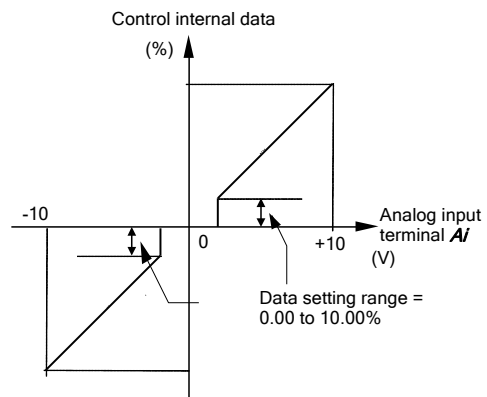 Control internal data
(%)
-10
0
+10
Analog input
terminal Ai
(V)
Data setting range =
0.00 to 10.00%